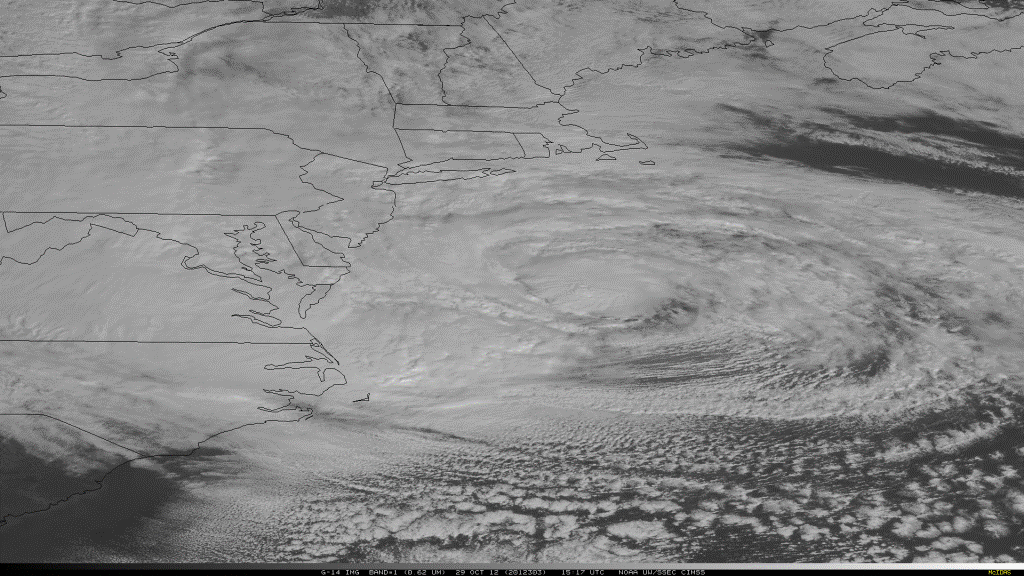 G-14 IMG BAND=1 (0.62 UM) 29 OCT 12 (2012303) 15:17 UTC NOAA UW/SSEC CIMSS McIDAS